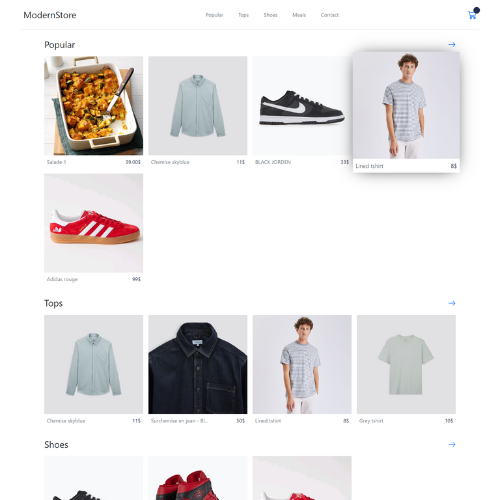 ModernStore
Popular Tops Shoes Meals Contact
Popular
Salade 1 39.00$
Chemise skyblue 11$
BLACK JORDEN 33$
Lined tshirt 8$
Adidas rouge 99$
Tops
Chemise skyblue 11$
Surchemise en jean - Bl... 50$
Lined tshirt 8$
Grey tshirt 10$
Shoes